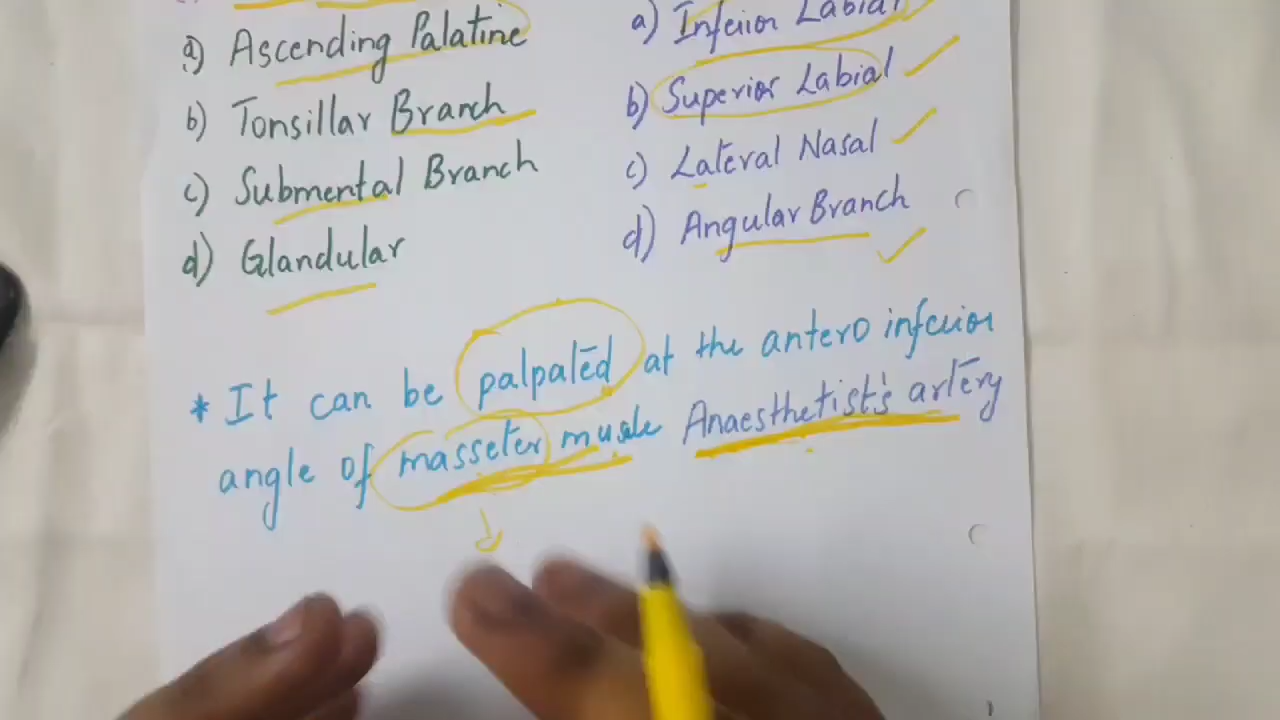 a) Ascending Palatine
b) Tonsillar Branch
c) Submental Branch
d) Glandular
a) Inferior Labial
b) Superior Labial
c) Lateral Nasal
d) Angular Branch
* It can be palpated at the antero inferior
angle of masseter muscle Anaesthetist's artery